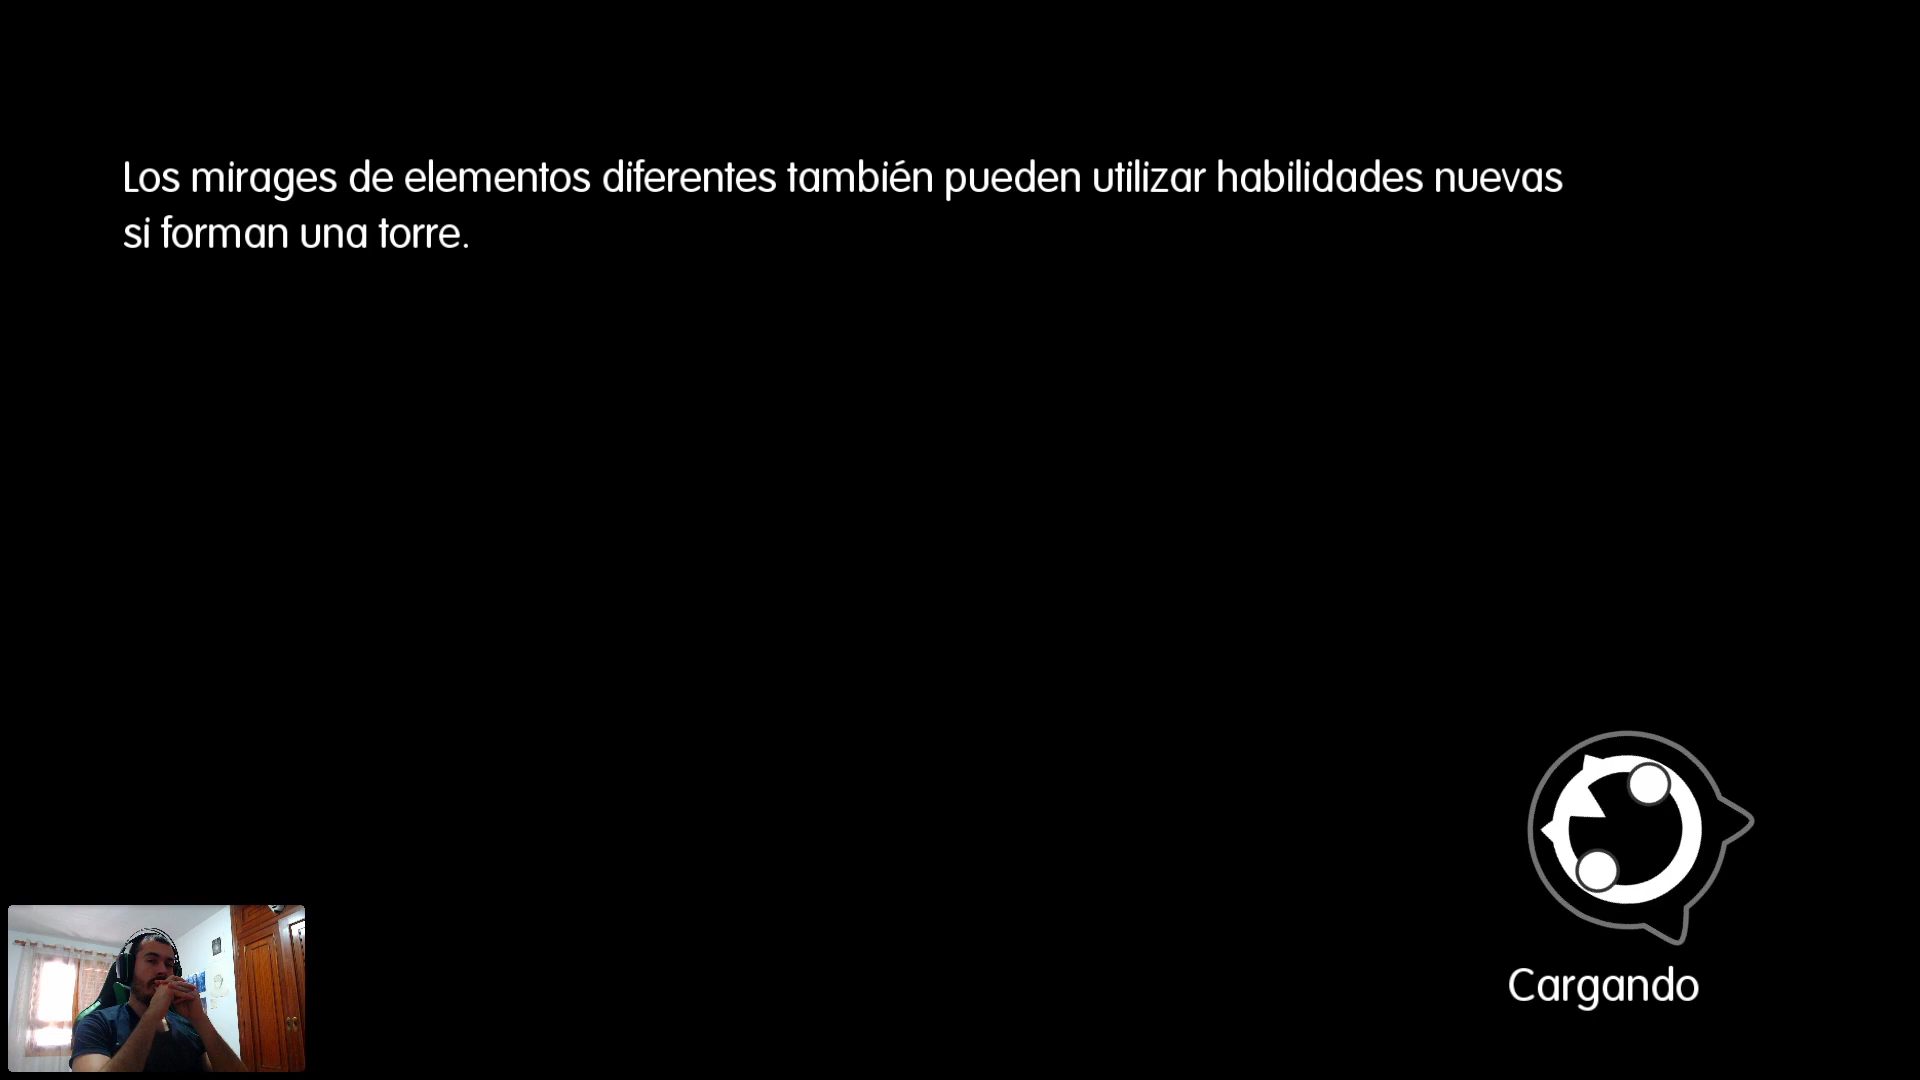 Los mirages de elementos diferentes también pueden utilizar habilidades nuevas
si forman una torre.
Cargando